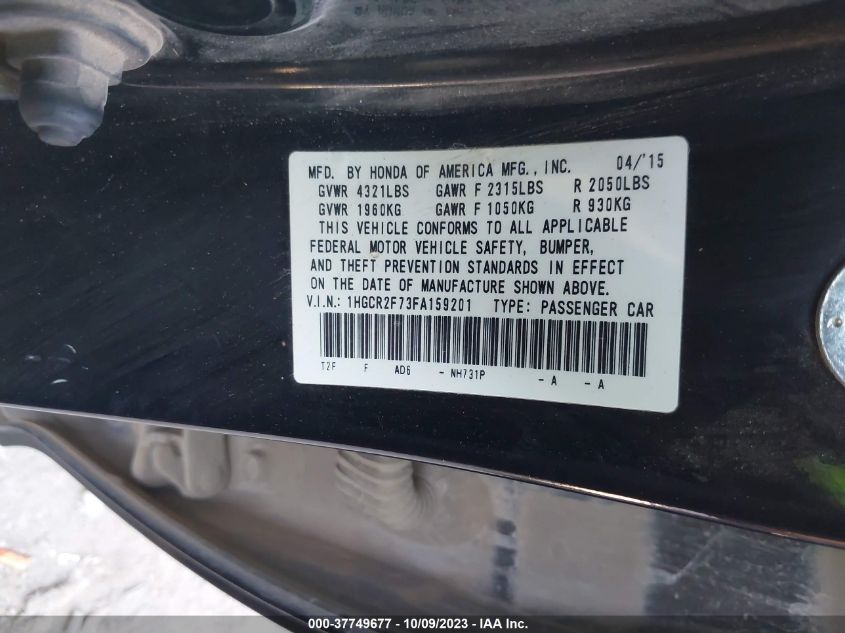 MFD. BY HONDA OF AMERICA MFG., INC. 04/'15
GVWR 4321LBS GAWR F 2315LBS R 2050LBS
GVWR 1960KG GAWR F 1050KG R 930KG
THIS VEHICLE CONFORMS TO ALL APPLICABLE
FEDERAL MOTOR VEHICLE SAFETY, BUMPER,
AND THEFT PREVENTION STANDARDS IN EFFECT
ON THE DATE OF MANUFACTURE SHOWN ABOVE.
V.I.N.: 1HGCR2F73FA159201 TYPE: PASSENGER CAR
T2F F AD6 - NH731P - A - A
000-37749677 - 10/09/2023 - IAA Inc.